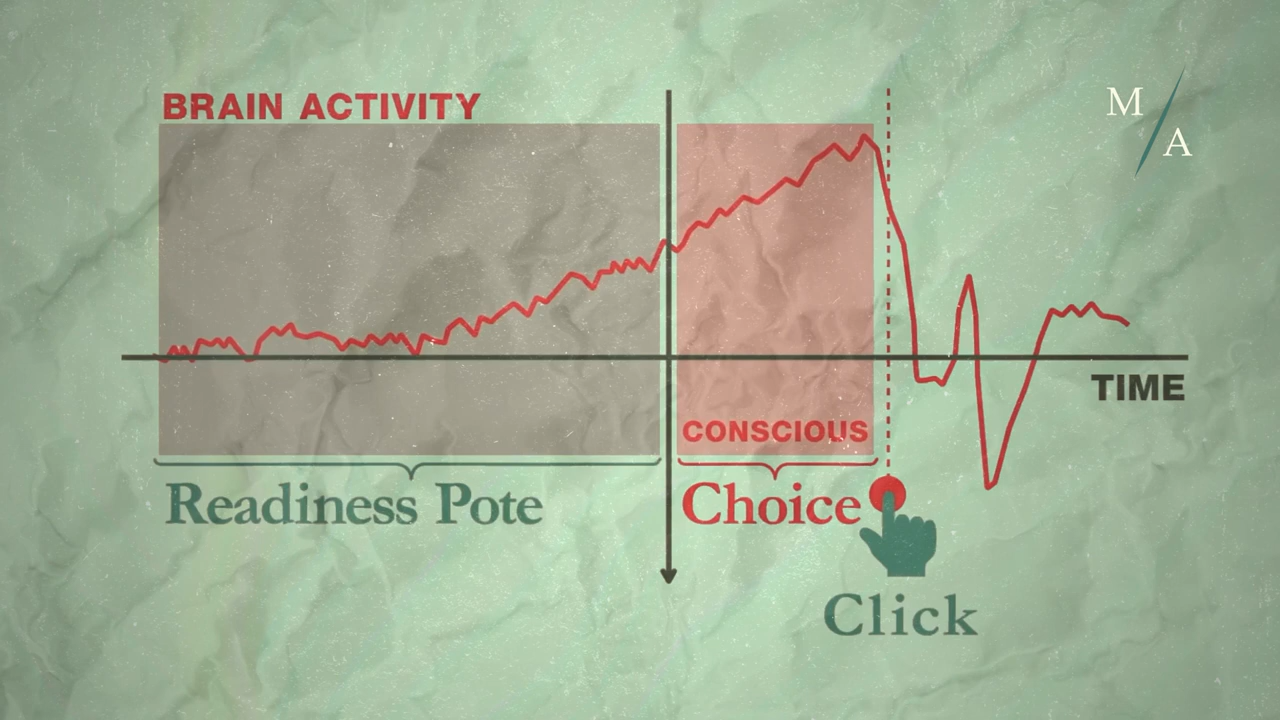 BRAIN ACTIVITY
M
A
TIME
CONSCIOUS
Readiness Pote
Choice
Click